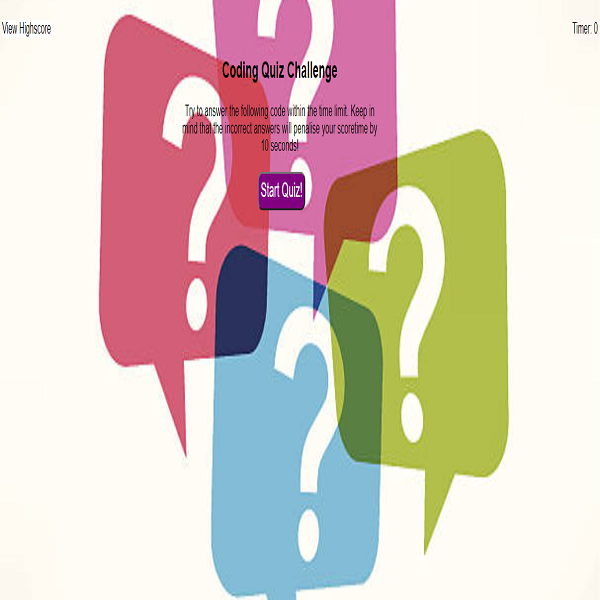 View Highscore
Timer: 0
Coding Quiz Challenge
Try to answer the following code within the time limit. Keep in
mind that the incorrect answers will penalise your scoretime by
10 seconds!
Start Quiz!